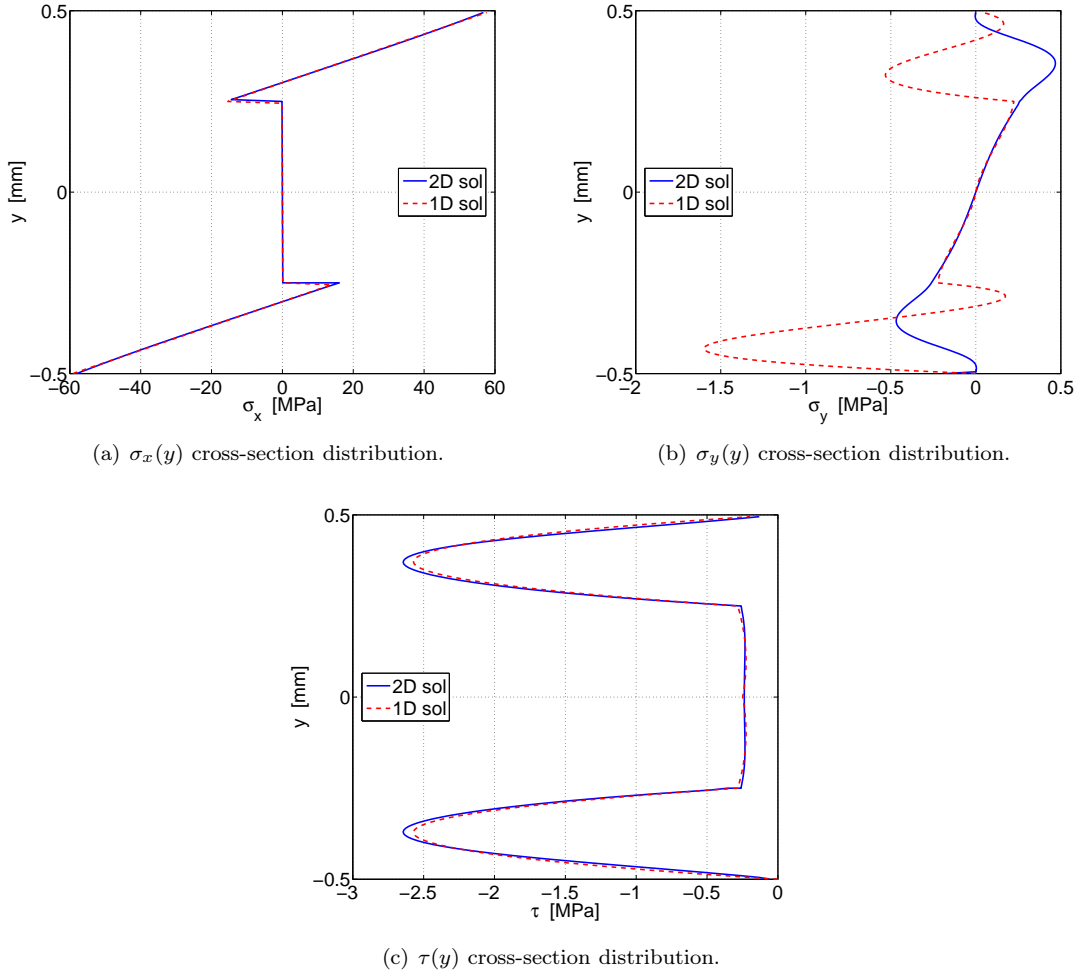 0.5
0
−0.5
y [mm]
−60 −40 −20 0 20 40 60
σx [MPa]
2D sol
1D sol
(a) σx(y) cross-section distribution.
0.5
0
−0.5
y [mm]
−2 −1.5 −1 −0.5 0 0.5
σy [MPa]
2D sol
1D sol
(b) σy(y) cross-section distribution.
0.5
0
−0.5
y [mm]
−3 −2.5 −2 −1.5 −1 −0.5 0
τ [MPa]
2D sol
1D sol
(c) τ(y) cross-section distribution.